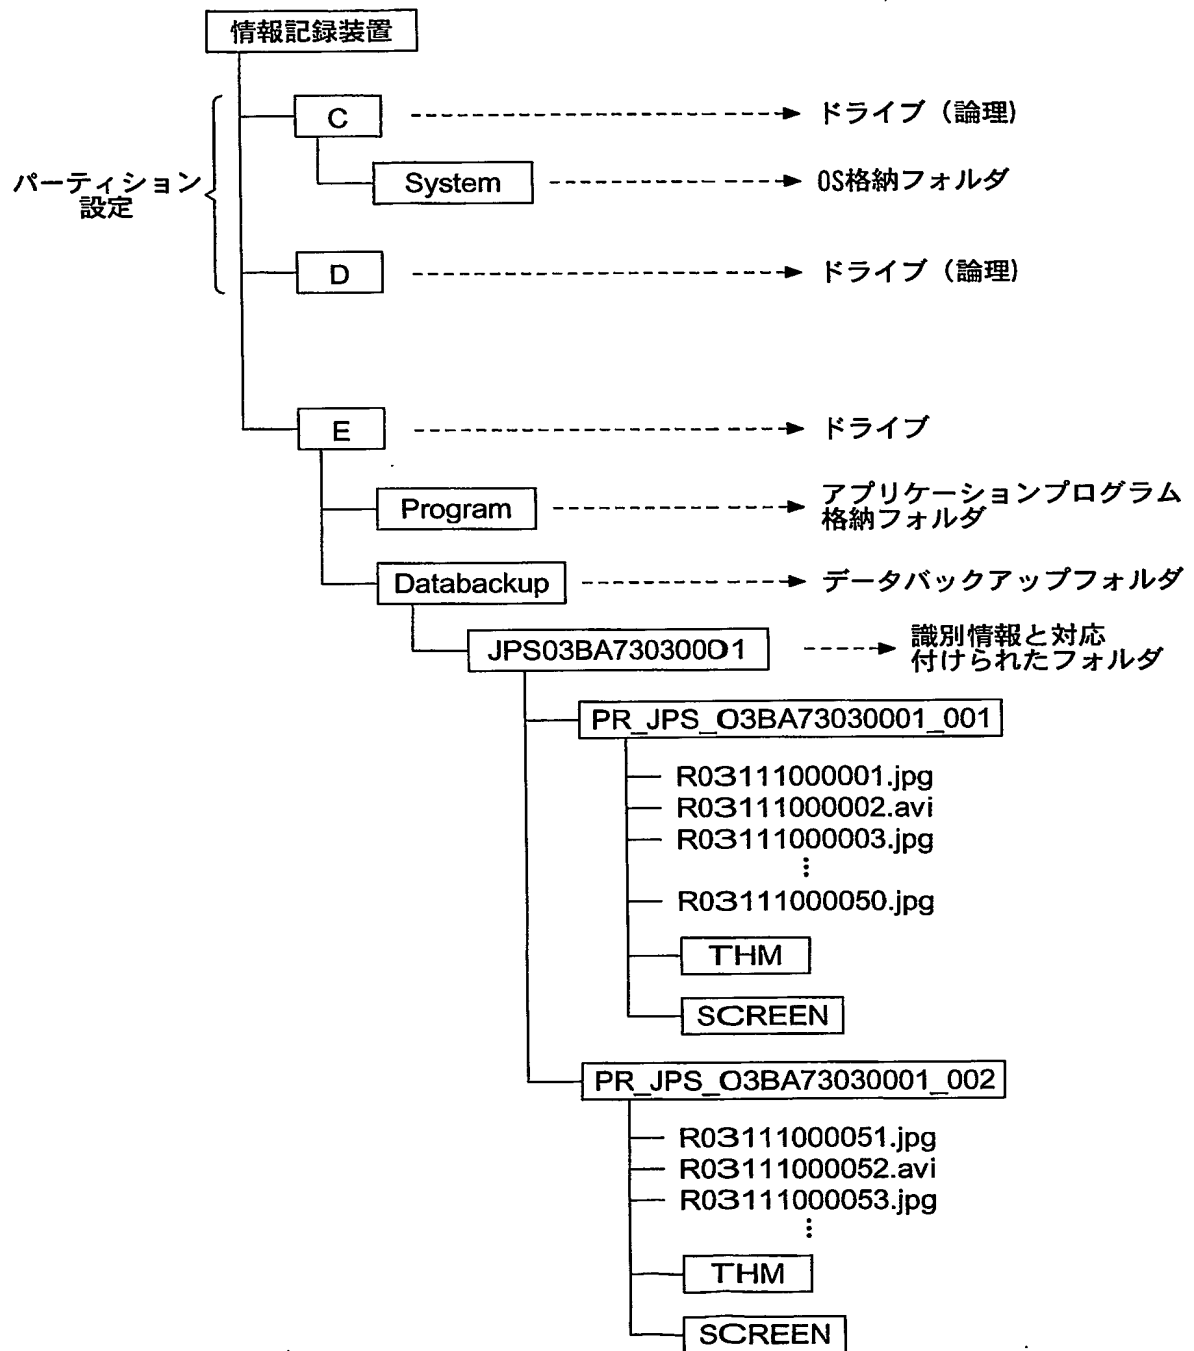 情報記録装置
C
ドライブ（論理）
System
OS格納フォルダ
パーティション
設定
D
ドライブ（論理）
E
ドライブ
Program
アプリケーションプログラム
格納フォルダ
Databackup
データバックアップフォルダ
JPS03BA73030001
識別情報と対応
付けられたフォルダ
PR_JPS_O3BA73030001_001
R03111000001.jpg
R03111000002.avi
R03111000003.jpg
⋮
R03111000050.jpg
THM
SCREEN
PR_JPS_O3BA73030001_002
R03111000051.jpg
R03111000052.avi
R03111000053.jpg
⋮
THM
SCREEN